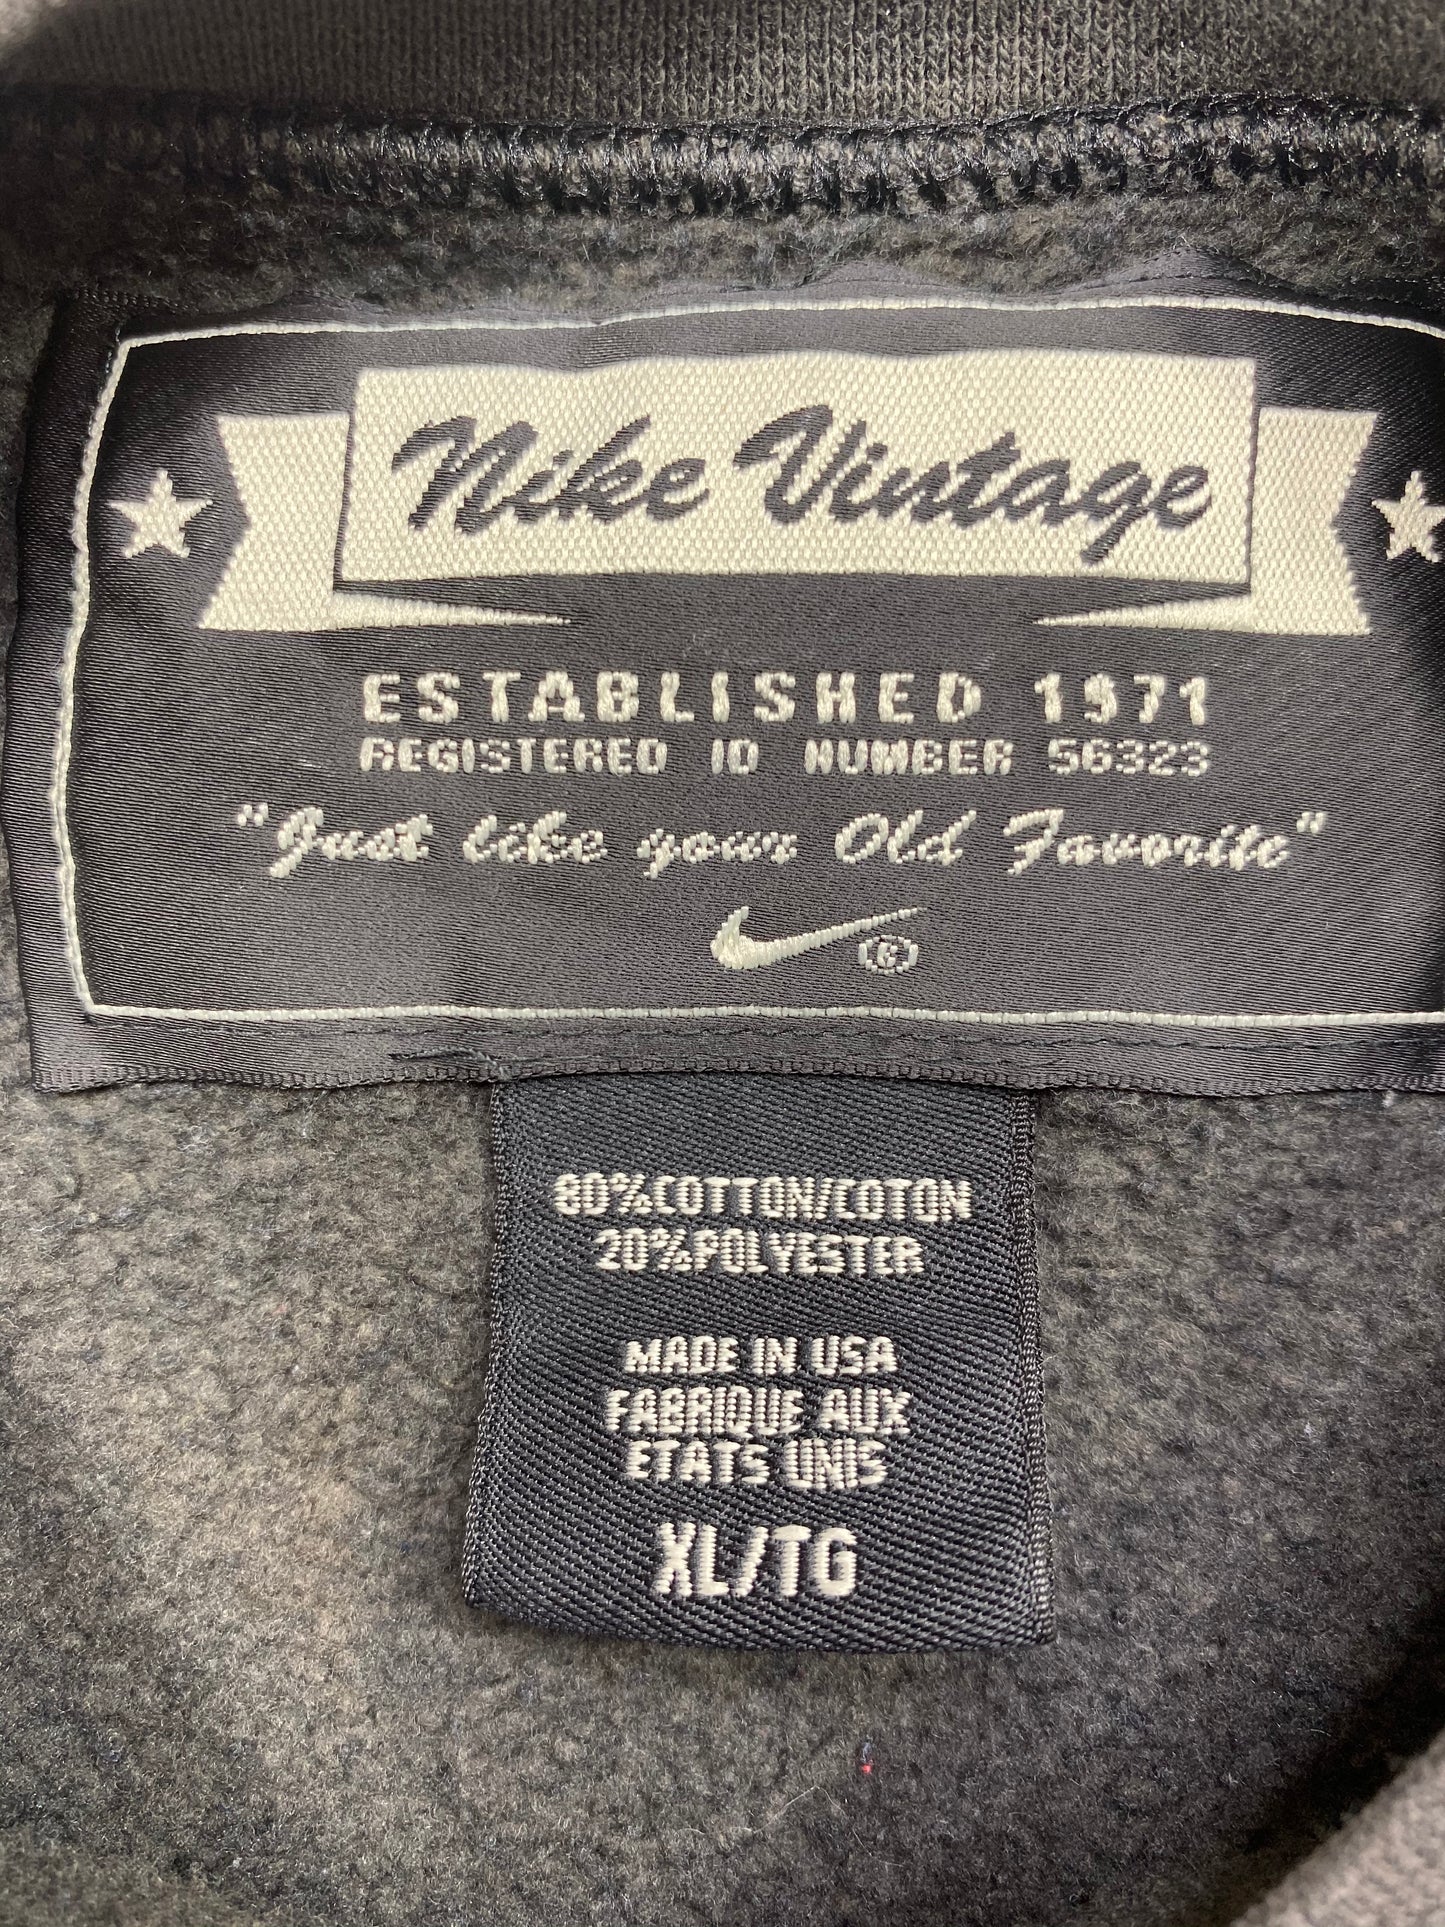 Nike Vintage
ESTABLISHED 1971
REGISTERED ID NUMBER 56323
"Just like your Old Favorite"
®
80%COTTON/COTON
20%POLYESTER
MADE IN USA
FABRIQUE AUX
ETATS UNIS
XL/TG